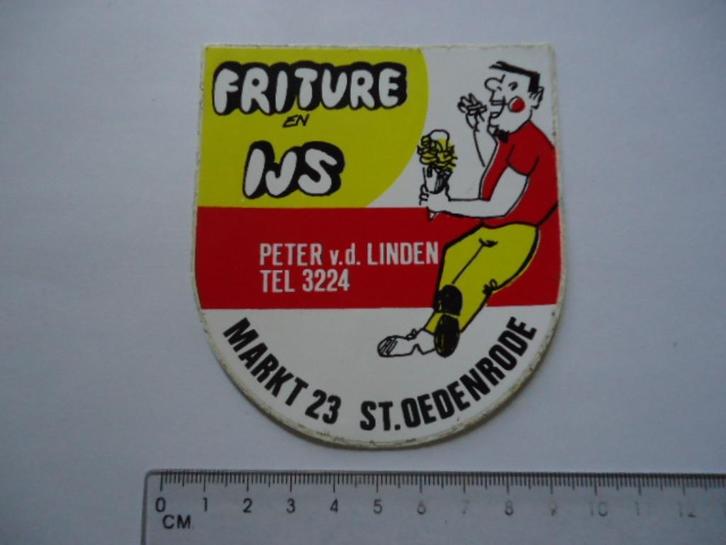 FRITURE
EN
IJS
PETER v.d. LINDEN
TEL 3224
MARKT 23 ST. OEDENRODE
0 1 2 3 4 5 6 7 8 9 10 11 12
CM